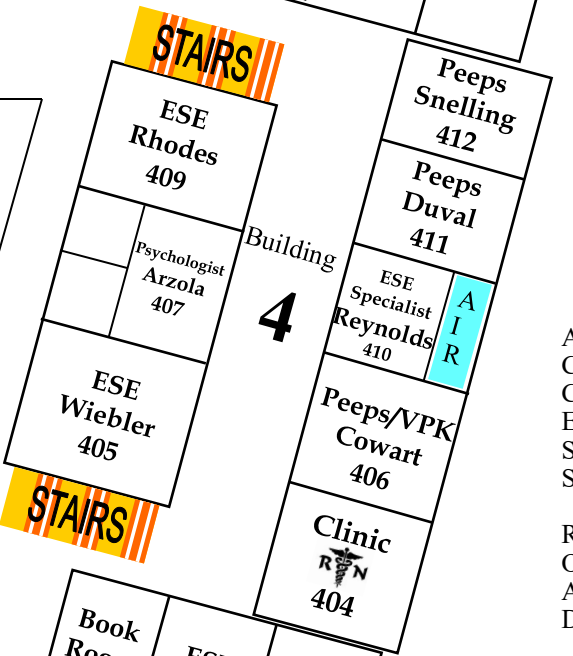 STAIRS
ESE
Rhodes
409
Psychologist
Arzola
407
ESE
Wiebler
405
STAIRS
Building
4
Peeps
Snelling
412
Peeps
Duval
411
ESE
Specialist
Reynolds
410
A
I
R
Peeps/VPK
Cowart
406
Clinic
R N
404
Book